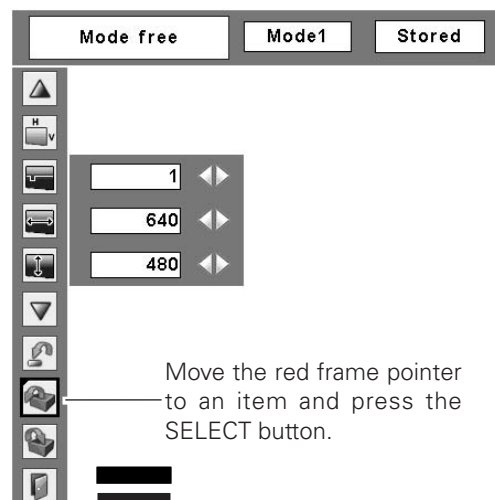 Mode free Mode1 Stored
H
V
1
640
480
Move the red frame pointer
to an item and press the
SELECT button.